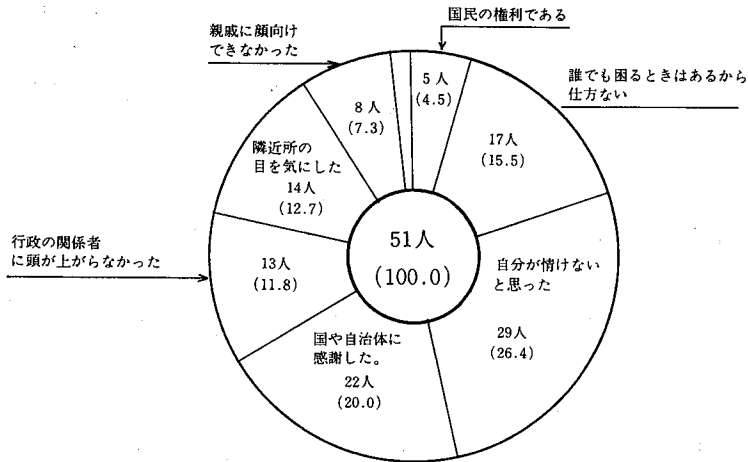 国民の権利である
5人
(4.5)
誰でも困るときはあるから
仕方ない
17人
(15.5)
自分が情けない
と思った
29人
(26.4)
国や自治体に
感謝した。
22人
(20.0)
行政の関係者
に頭が上がらなかった
13人
(11.8)
隣近所の
目を気にした
14人
(12.7)
親戚に顔向け
できなかった
8人
(7.3)
51人
(100.0)